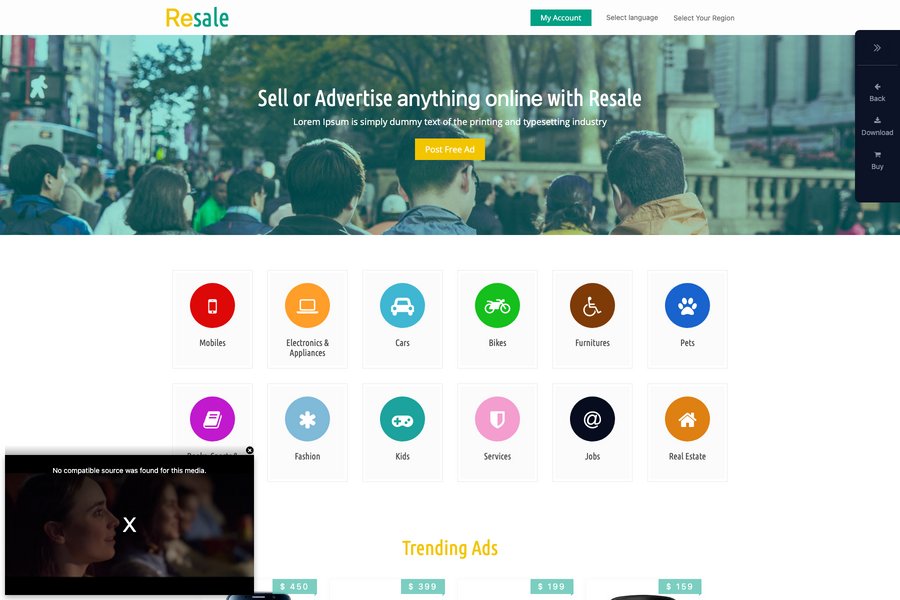 Resale
My Account
Select language
Select Your Region
Sell or Advertise anything online with Resale
Lorem Ipsum is simply dummy text of the printing and typesetting industry
Post Free Ad
Back
Download
Buy
Mobiles
Electronics &
Appliances
Cars
Bikes
Furnitures
Pets
Fashion
Kids
Services
Jobs
Real Estate
No compatible source was found for this media.
X
Trending Ads
$ 450
$ 399
$ 199
$ 159